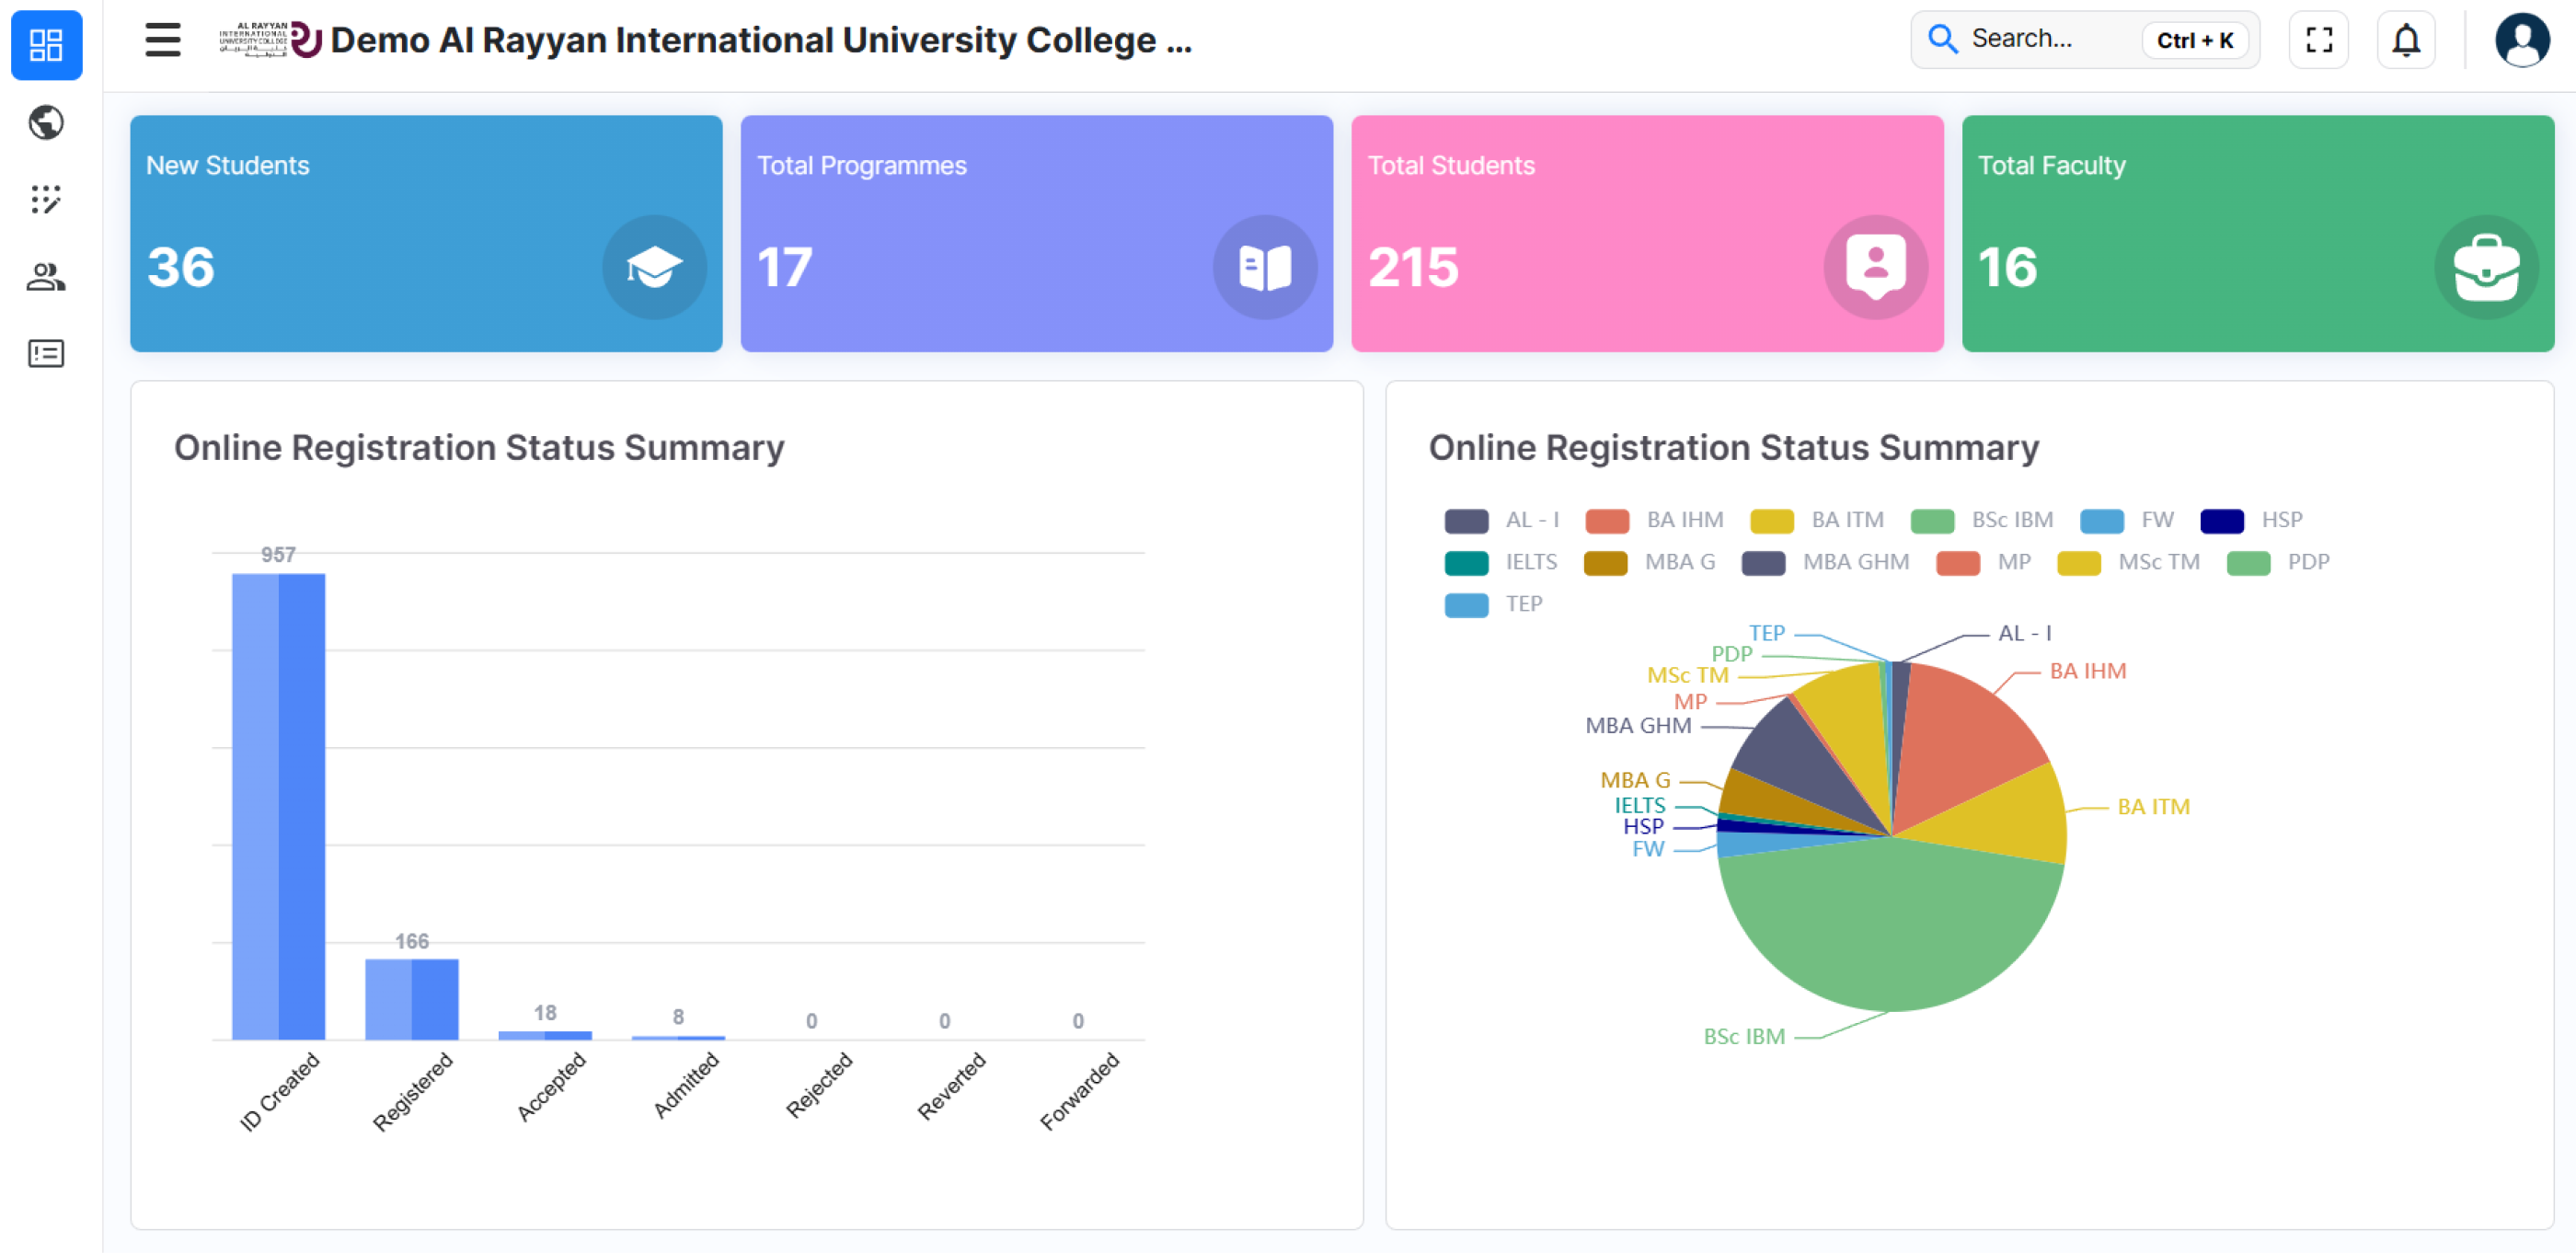 AL RAYYAN
INTERNATIONAL
UNIVERSITY COLLEGE
Demo Al Rayyan International University College ...
Search...
Ctrl + K
New Students
36
Total Programmes
17
Total Students
215
Total Faculty
16
Online Registration Status Summary
957
166
18
8
0
0
0
ID Created
Registered
Accepted
Admitted
Rejected
Reverted
Forwarded
Online Registration Status Summary
AL - I BA IHM BA ITM BSc IBM FW HSP
IELTS MBA G MBA GHM MP MSc TM PDP
TEP
TEP
AL - I
PDP
BA IHM
MSc TM
MP
MBA GHM
MBA G
BA ITM
IELTS
HSP
FW
BSc IBM